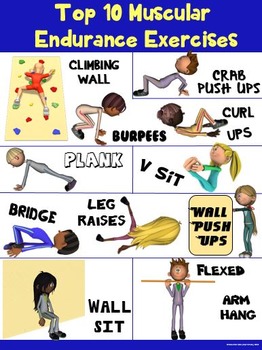 Top 10 Muscular
Endurance Exercises
CLIMBING
WALL
CRAB
PUSH UPS
BURPEES
CURL
UPS
PLANK
V SiT
BRIDGE
LEG
RAISES
WALL
PUSH
UPS
WALL
SIT
FLEXED
ARM
HANG